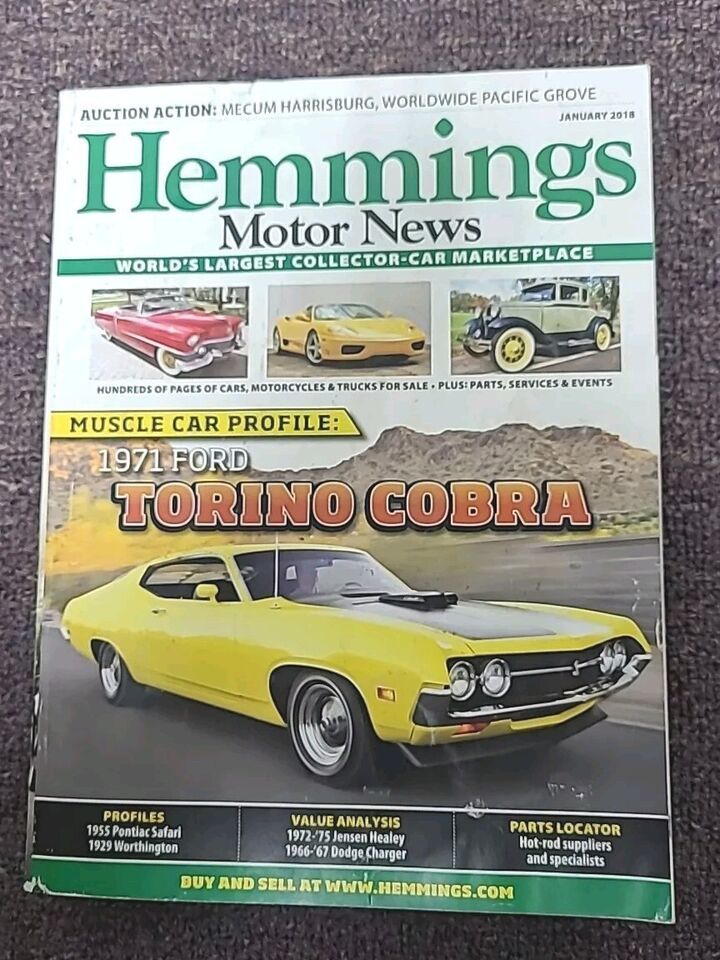 AUCTION ACTION: MECUM HARRISBURG, WORLDWIDE PACIFIC GROVE
JANUARY 2018
Hemmings
Motor News
WORLD'S LARGEST COLLECTOR-CAR MARKETPLACE
HUNDREDS OF PAGES OF CARS, MOTORCYCLES & TRUCKS FOR SALE • PLUS: PARTS, SERVICES & EVENTS
MUSCLE CAR PROFILE:
1971 FORD
TORINO COBRA
PROFILES
1955 Pontiac Safari
1929 Worthington
VALUE ANALYSIS
1972-'75 Jensen Healey
1966-'67 Dodge Charger
PARTS LOCATOR
Hot-rod suppliers
and specialists
BUY AND SELL AT WWW.HEMMINGS.COM